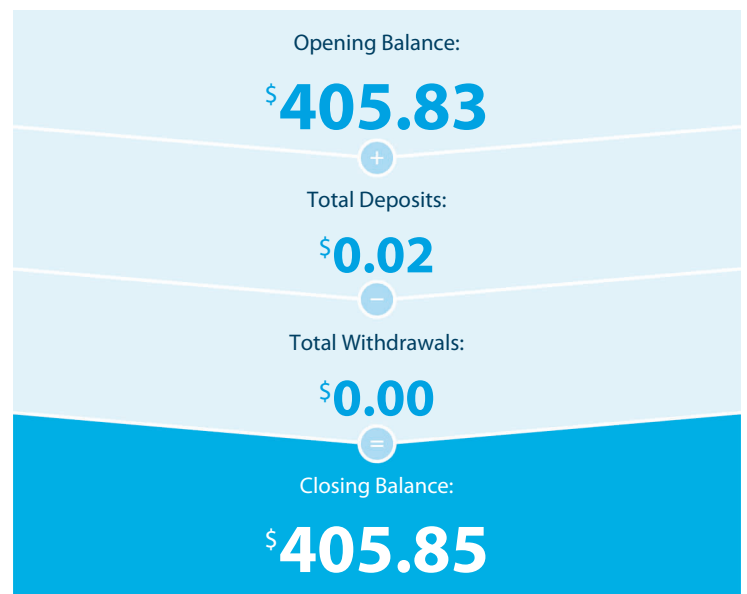 Opening Balance:
$405.83
+
Total Deposits:
$0.02
−
Total Withdrawals:
$0.00
=
Closing Balance:
$405.85